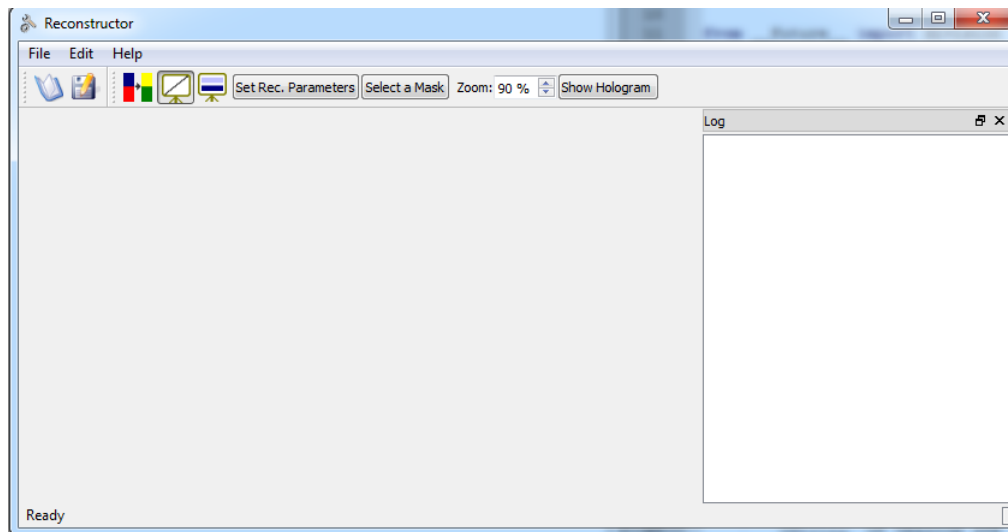 Reconstructor
File Edit Help
Set Rec. Parameters Select a Mask Zoom: 90 % Show Hologram
Log
Ready